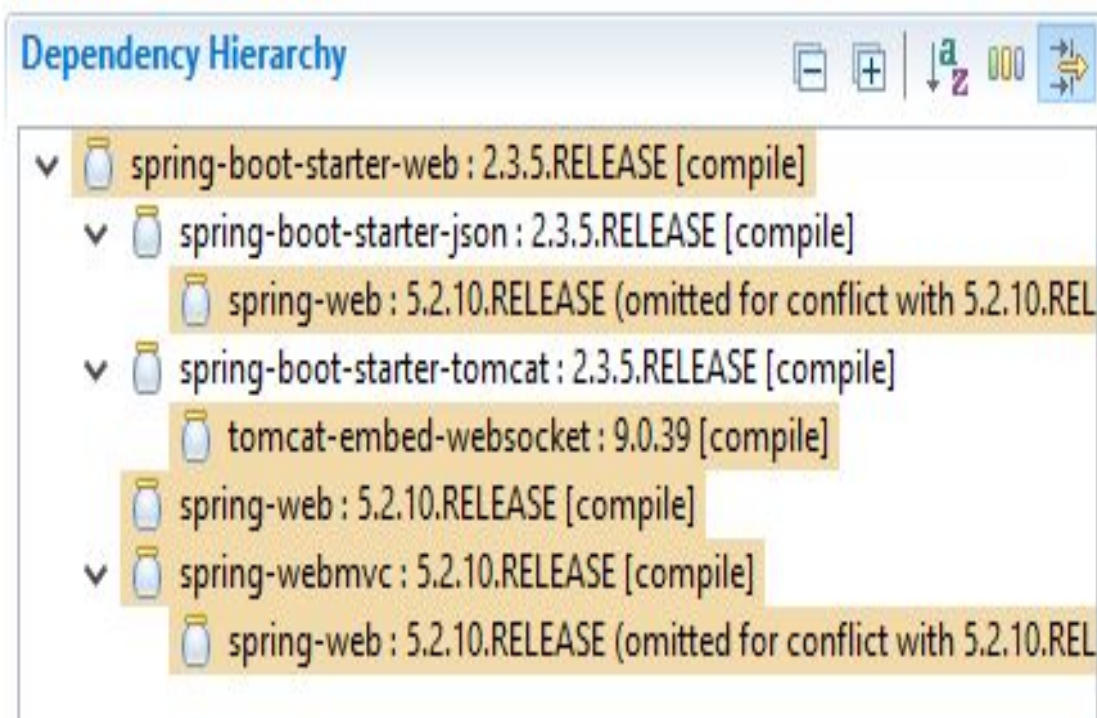 Dependency Hierarchy
spring-boot-starter-web : 2.3.5.RELEASE [compile]
spring-boot-starter-json : 2.3.5.RELEASE [compile]
spring-web : 5.2.10.RELEASE (omitted for conflict with 5.2.10.REL
spring-boot-starter-tomcat : 2.3.5.RELEASE [compile]
tomcat-embed-websocket : 9.0.39 [compile]
spring-web : 5.2.10.RELEASE [compile]
spring-webmvc : 5.2.10.RELEASE [compile]
spring-web : 5.2.10.RELEASE (omitted for conflict with 5.2.10.REL